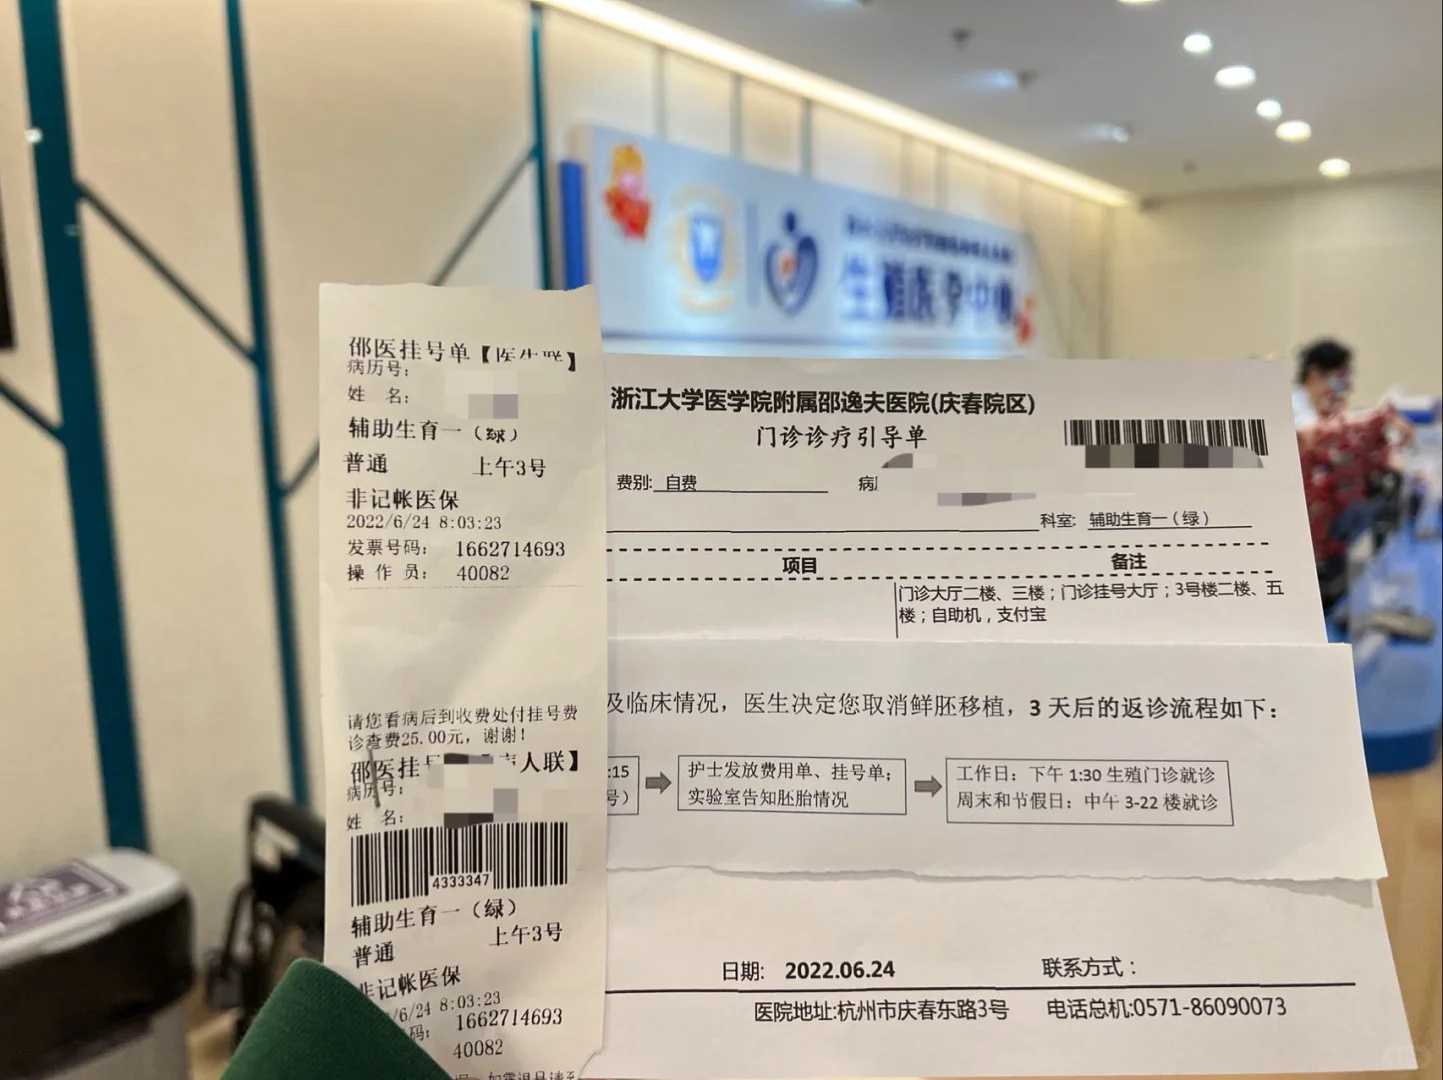 邵医挂号单【医生联】
病历号:
姓 名:
辅助生育一（绿）
普通 上午3号
非记帐医保
2022/6/24 8:03:23
发票号码: 1662714693
操 作 员: 40082
请您看病后到收费处付挂号费
诊查费25.00元，谢谢!
邵医挂号 病人联】
病历号:
姓 名:
4333347
辅助生育一（绿）
普通 上午3号
非记帐医保
/6/24 8:03:23
码: 1662714693
40082
浙江大学医学院附属邵逸夫医院(庆春院区)
门诊诊疗引导单
费别: 自费 病
科室: 辅助生育一（绿）
项目 备注
门诊大厅二楼、三楼；门诊挂号大厅；3号楼二楼、五
楼；自助机，支付宝
及临床情况，医生决定您取消鲜胚移植，3 天后的返诊流程如下：
:15
号）
护士发放费用单、挂号单；
实验室告知胚胎情况
工作日：下午 1:30 生殖门诊就诊
周末和节假日：中午 3-22 楼就诊
日期: 2022.06.24 联系方式：
医院地址:杭州市庆春东路3号 电话总机:0571-86090073
生殖医学中心